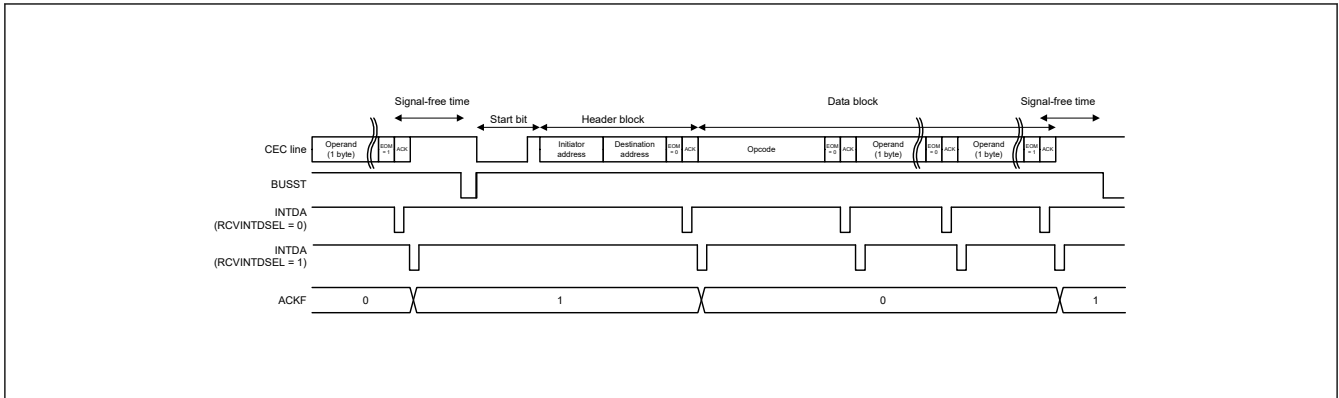 Signal-free time
Data block
Signal-free time
Start bit
Header block
CEC line
Operand
(1 byte)
EOM
= 1
ACK
Initiator
address
Destination
address
EOM
= 0
ACK
Opcode
EOM
= 0
ACK
Operand
(1 byte)
EOM
= 0
ACK
Operand
(1 byte)
EOM
= 1
ACK
BUSST
INTDA
(RCVINTDSEL = 0)
INTDA
(RCVINTDSEL = 1)
ACKF
0
1
0
1